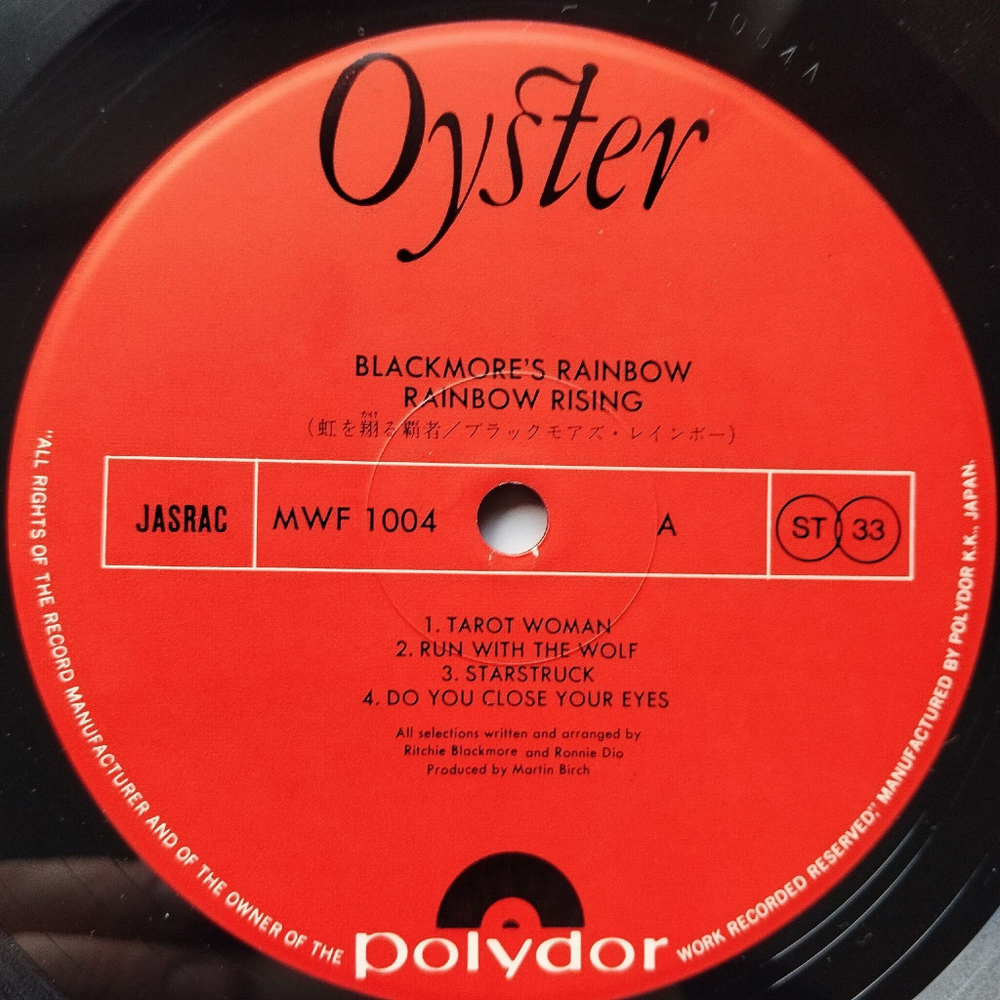 1004A
Oyster
BLACKMORE'S RAINBOW
RAINBOW RISING
かけ
(虹を翔る覇者/ブラックモアズ・レインボー)
JASRAC
MWF 1004
A
ST 33
1. TAROT WOMAN
2. RUN WITH THE WOLF
3. STARSTRUCK
4. DO YOU CLOSE YOUR EYES
All selections written and arranged by
Ritchie Blackmore and Ronnie Dio
Produced by Martin Birch
"ALL RIGHTS OF THE RECORD MANUFACTURER AND OF THE OWNER OF THE WORK RECORDED RESERVED," MANUFACTURED BY POLYDOR K.K., JAPAN.
polydor